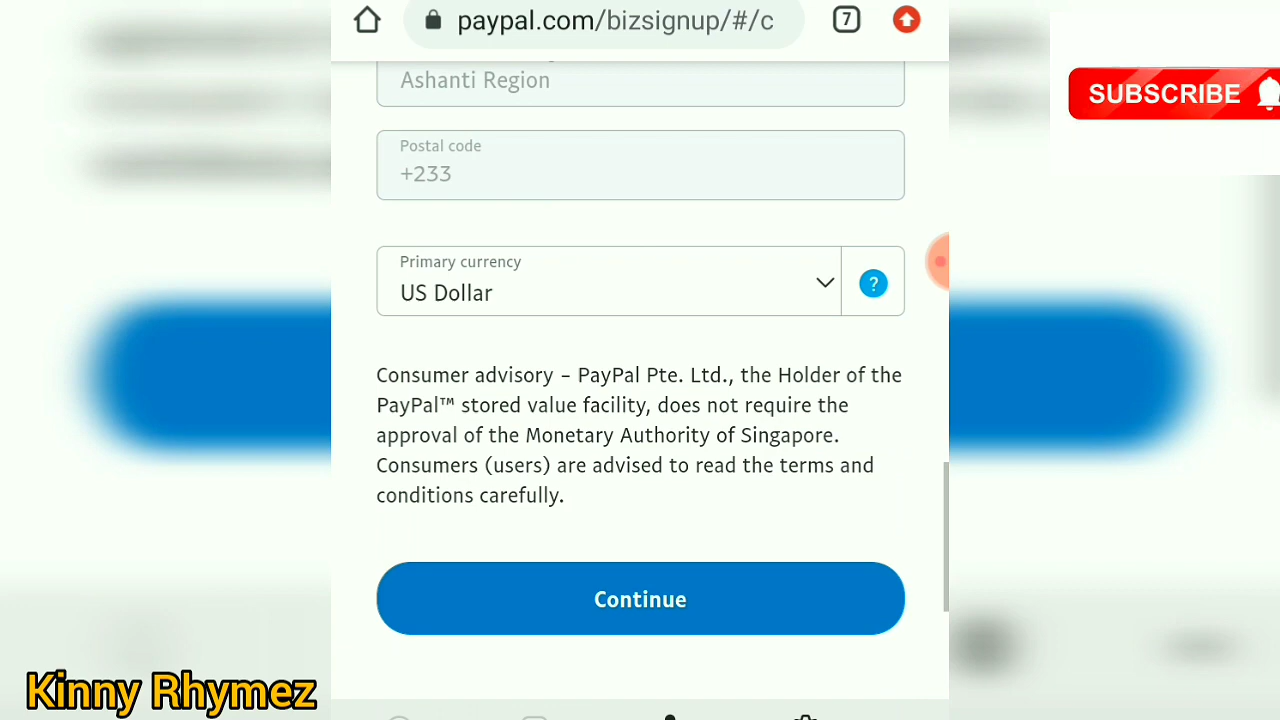 paypal.com/bizsignup/#/c
7
SUBSCRIBE
Ashanti Region
Postal code
+233
Primary currency
US Dollar
?
Consumer advisory – PayPal Pte. Ltd., the Holder of the
PayPal™ stored value facility, does not require the
approval of the Monetary Authority of Singapore.
Consumers (users) are advised to read the terms and
conditions carefully.
Continue
Kinny Rhymez